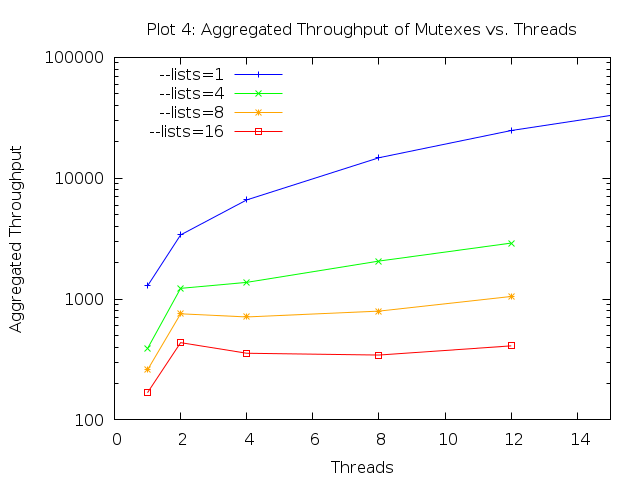 Plot 4: Aggregated Throughput of Mutexes vs. Threads
100000
10000
1000
100
Aggregated Throughput
--lists=1
--lists=4
--lists=8
--lists=16
0 2 4 6 8 10 12 14
Threads